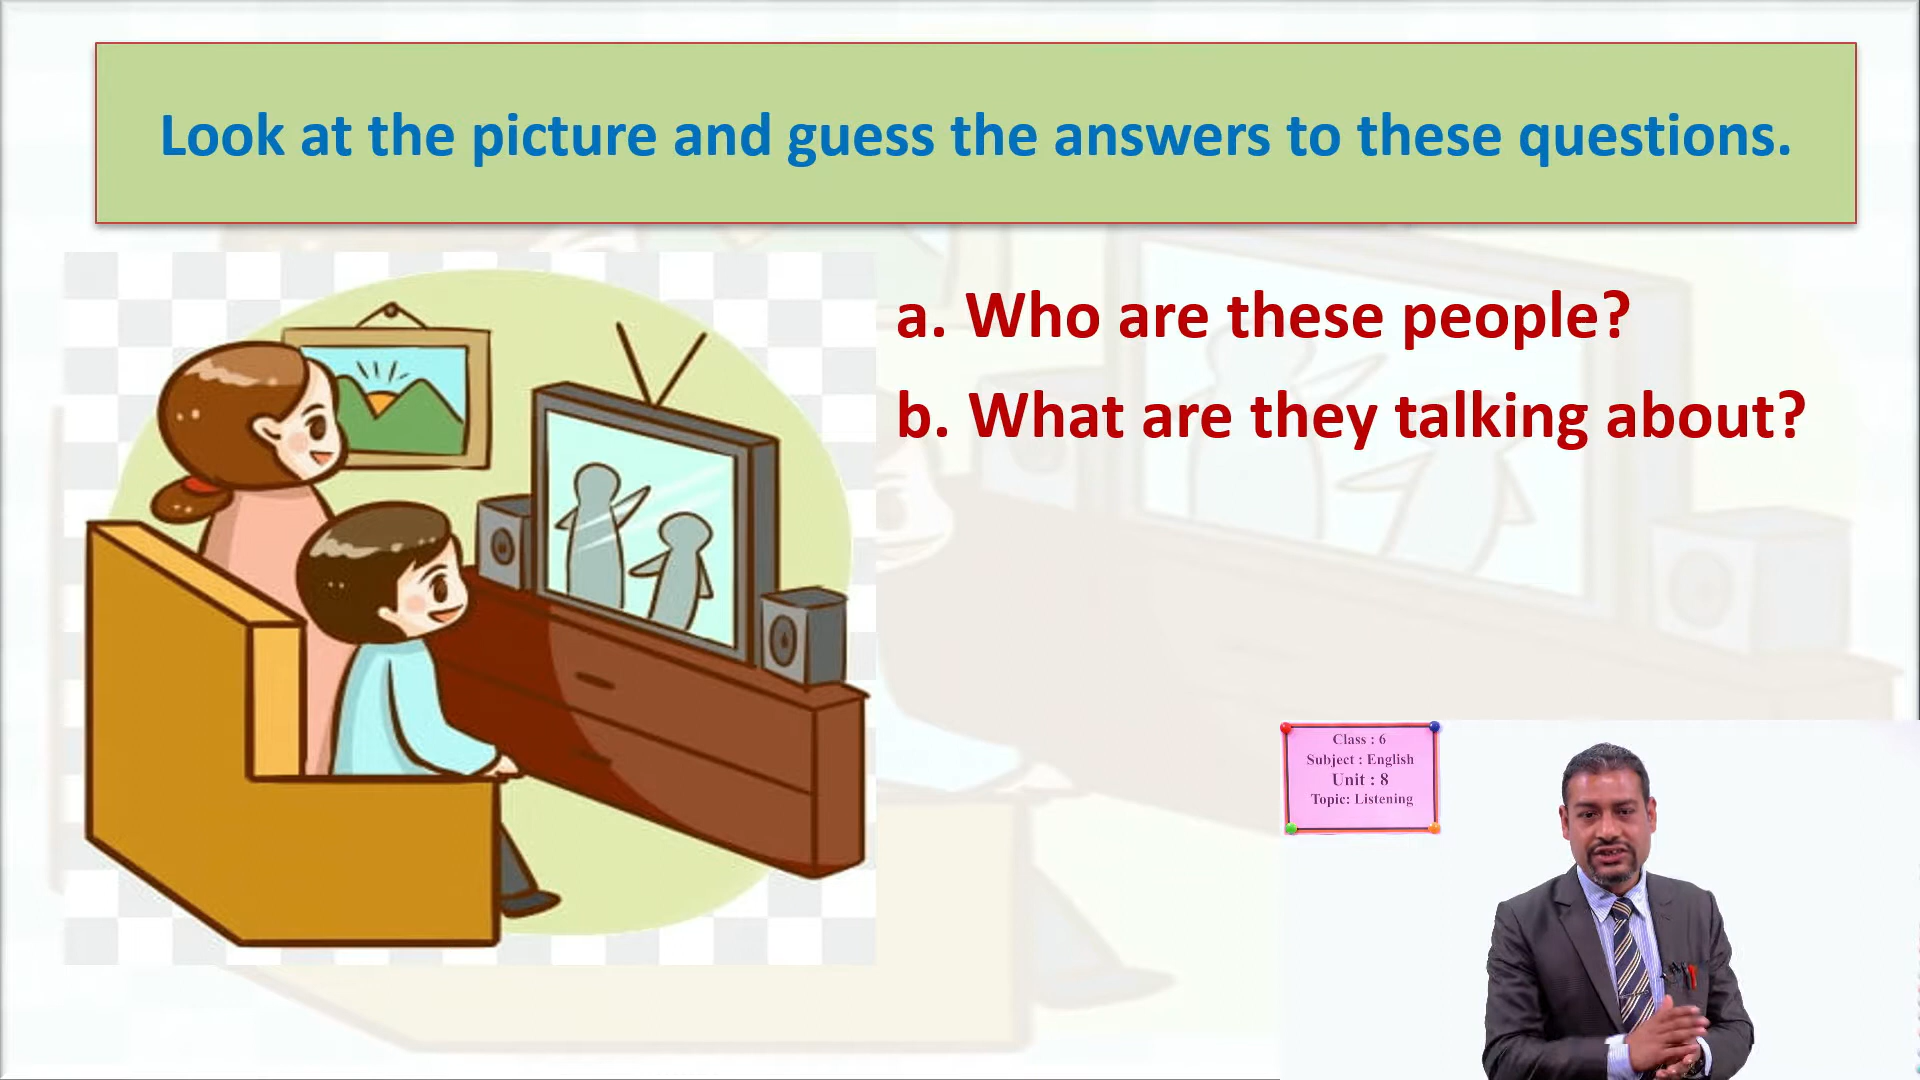 Look at the picture and guess the answers to these questions.
a. Who are these people?
b. What are they talking about?
Class : 6
Subject : English
Unit : 8
Topic: Listening